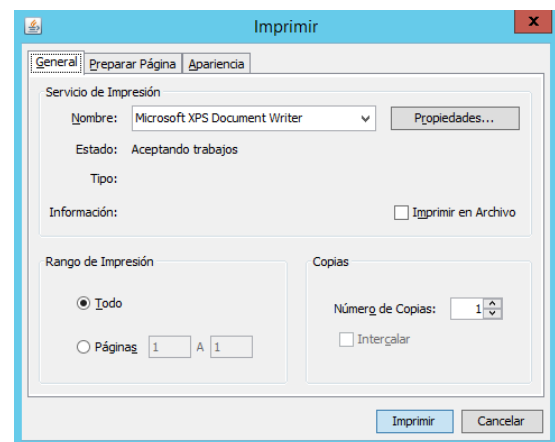 Imprimir
x
General Preparar Página Apariencia
Servicio de Impresión
Nombre: Microsoft XPS Document Writer Propiedades...
Estado: Aceptando trabajos
Tipo:
Información: Imprimir en Archivo
Rango de Impresión Copias
Todo Número de Copias: 1
Páginas 1 A 1 Intercalar
Imprimir Cancelar